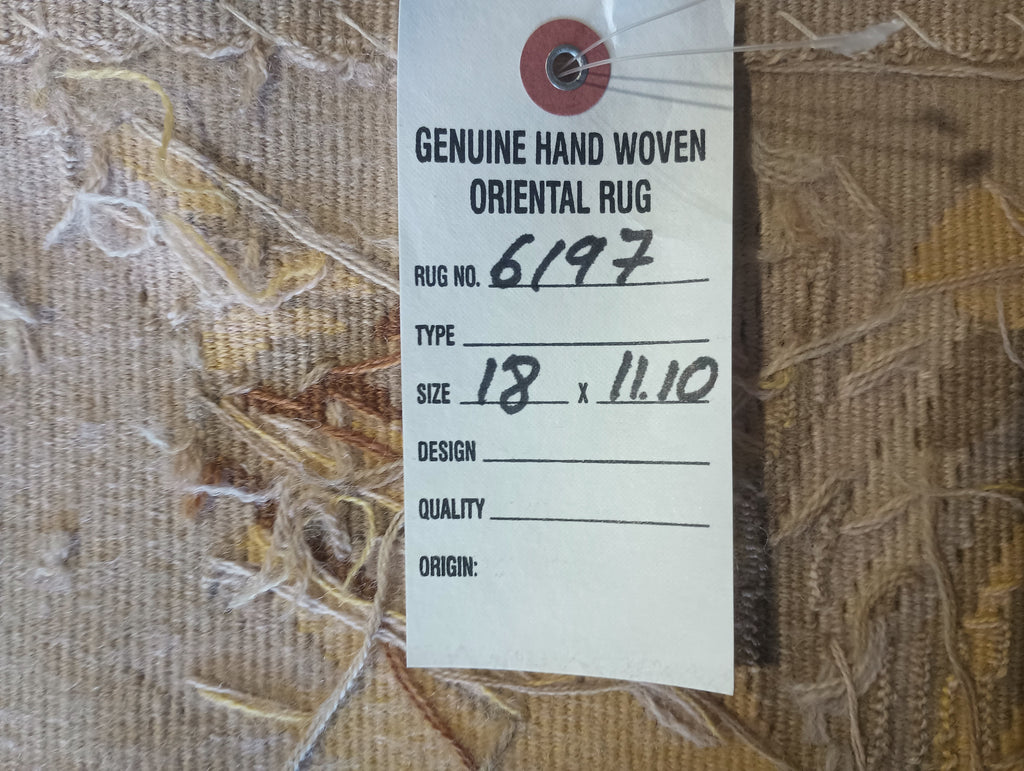 GENUINE HAND WOVEN
ORIENTAL RUG
RUG NO. 6197
TYPE
SIZE 18 X 11.10
DESIGN
QUALITY
ORIGIN: